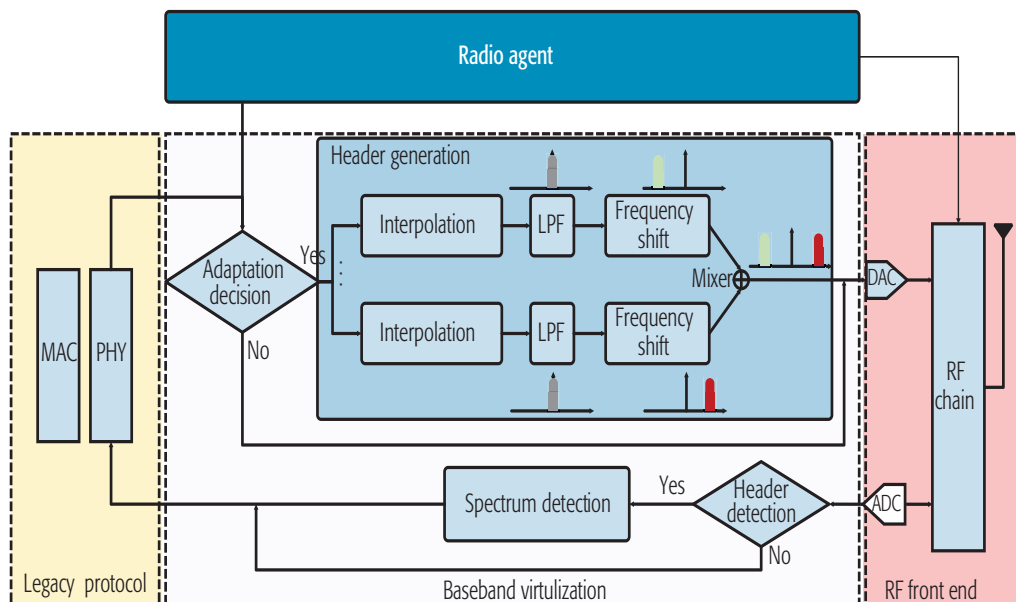 Radio agent
Header generation
Interpolation
LPF
Frequency
shift
Yes
Adaptation
decision
Mixer
DAC
MAC
PHY
No
Interpolation
LPF
Frequency
shift
RF
chain
Spectrum detection
Yes
Header
detection
ADC
No
Legacy protocol
Baseband virtulization
RF front end